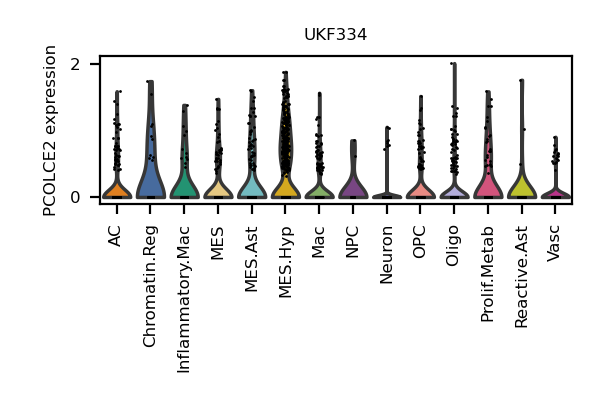 UKF334
PCOLCE2 expression
2
0
AC
Chromatin.Reg
Inflammatory.Mac
MES
MES.Ast
MES.Hyp
Mac
NPC
Neuron
OPC
Oligo
Prolif.Metab
Reactive.Ast
Vasc